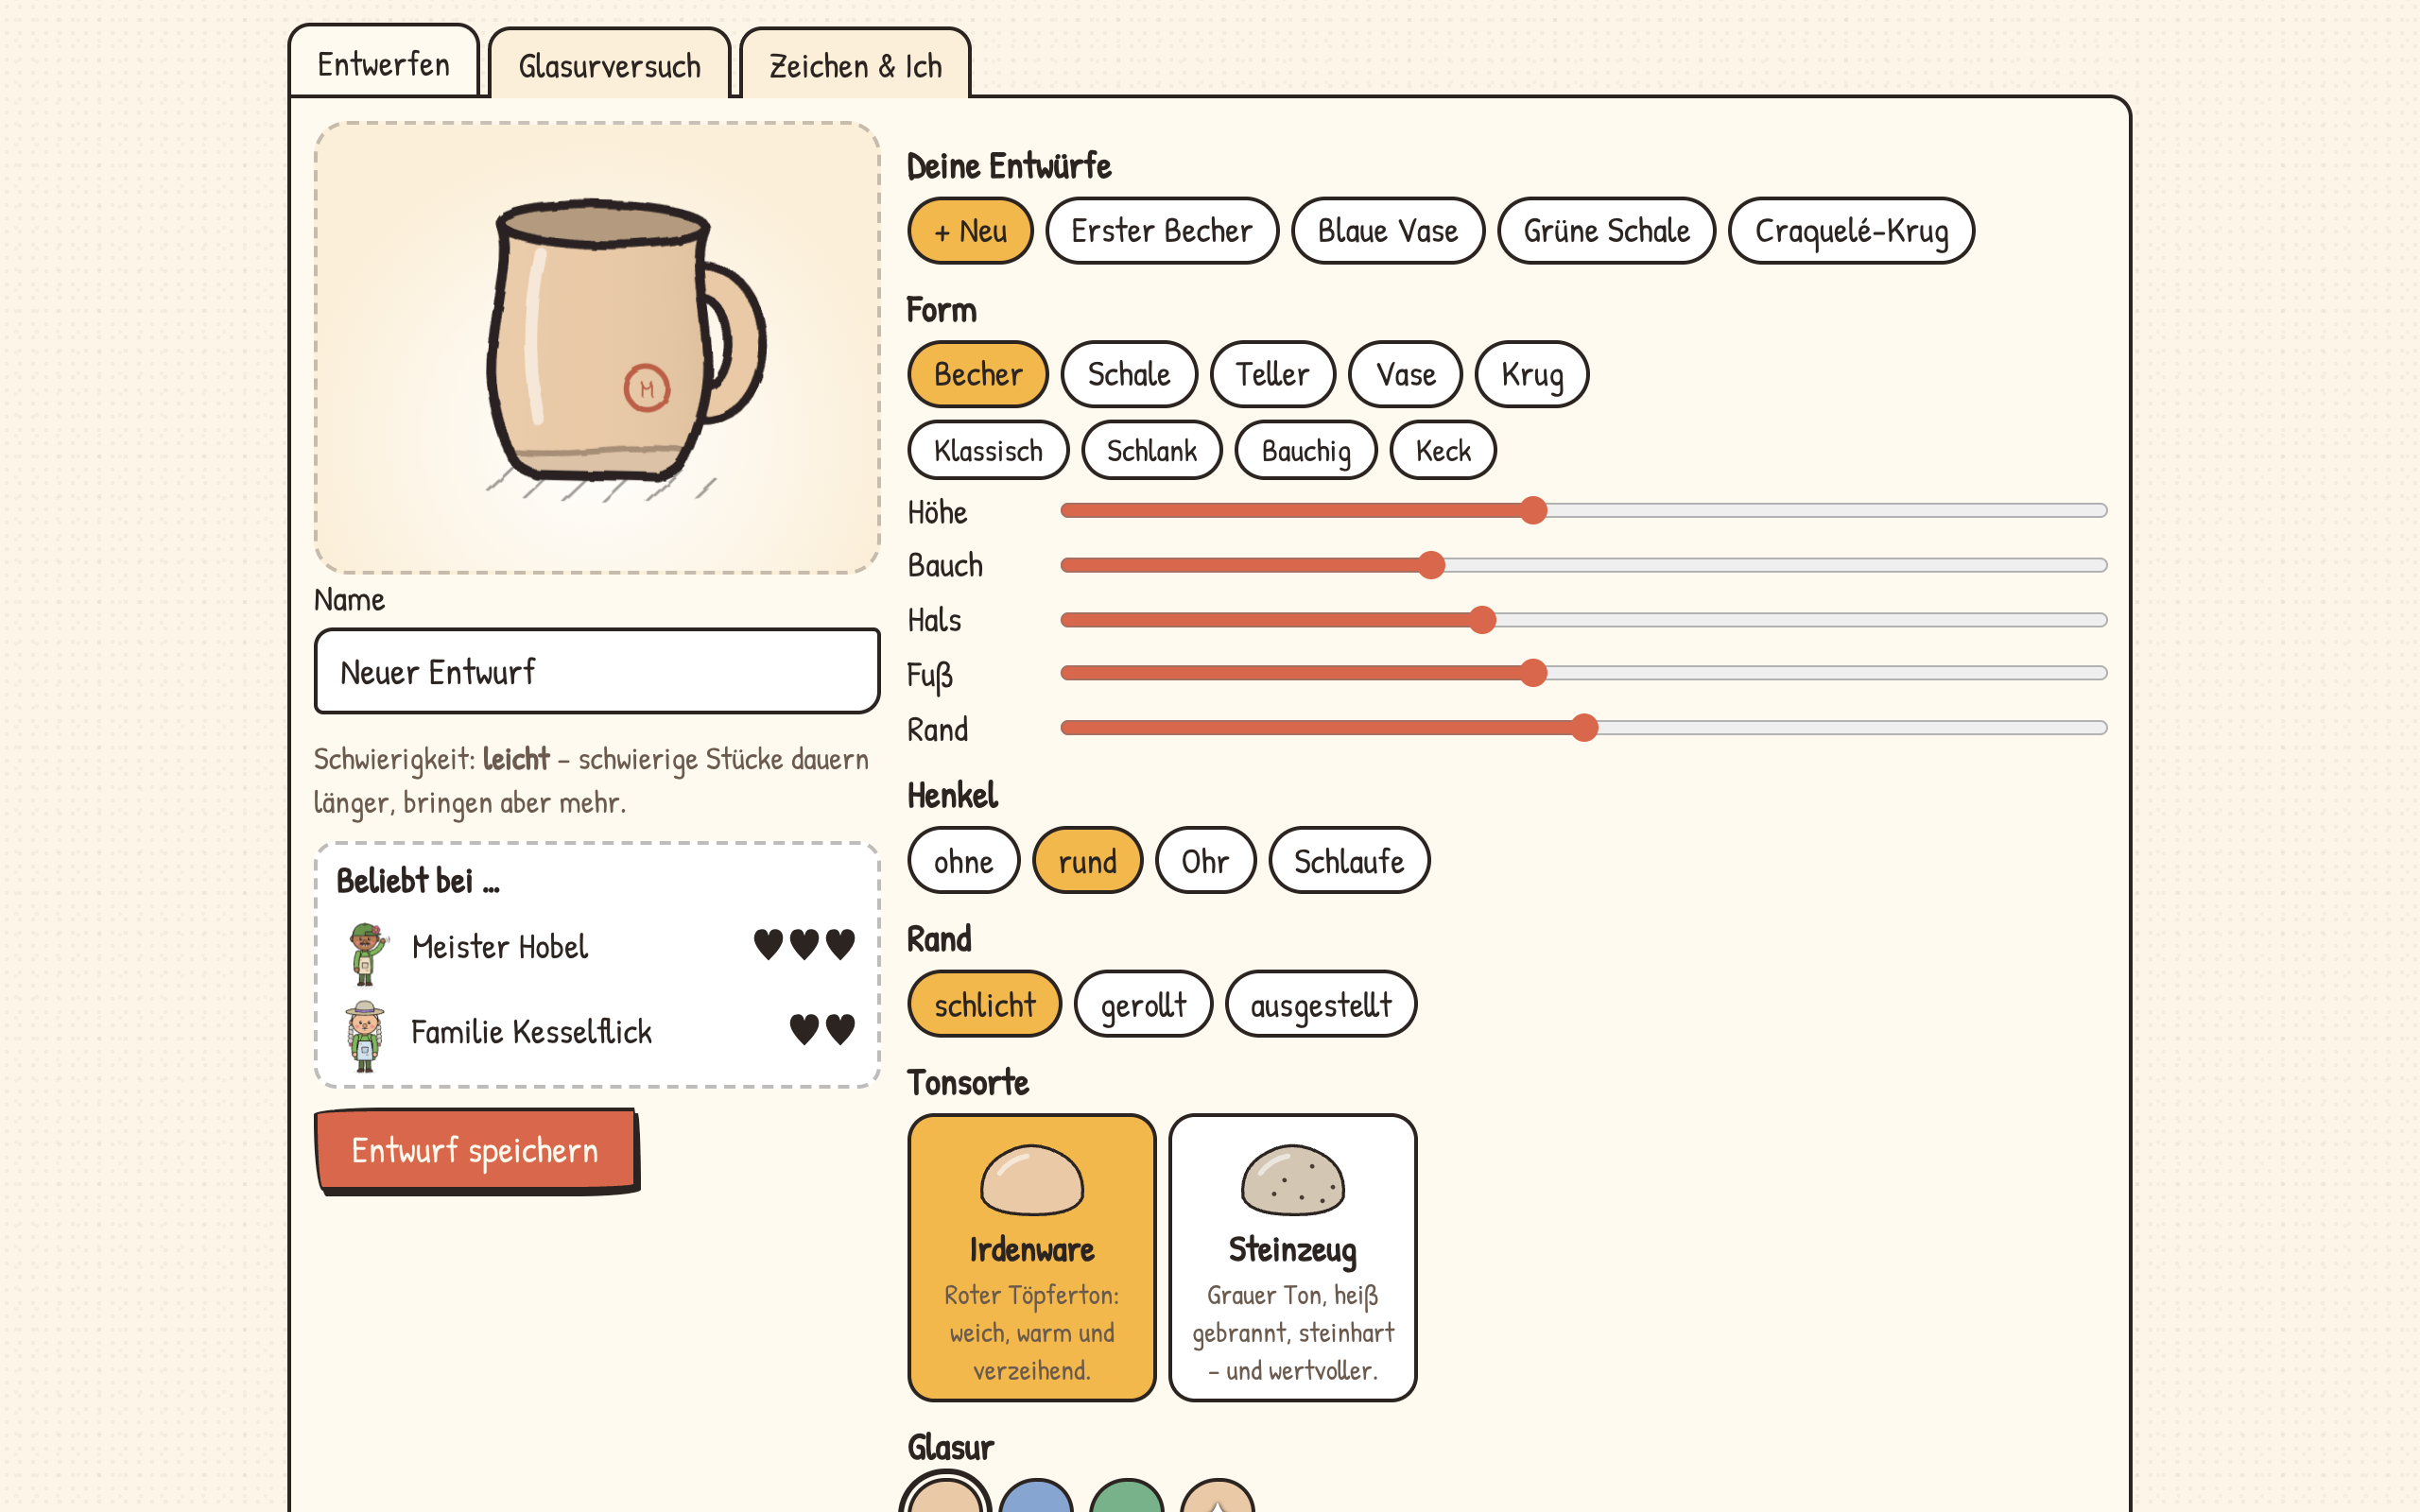 Entwerfen
Glasurversuch
Zeichen & Ich
M
Name
Neuer Entwurf
Schwierigkeit: leicht – schwierige Stücke dauern
länger, bringen aber mehr.
Beliebt bei ...
Meister Hobel ♥♥♥
Familie Kesselflick ♥♥
Entwurf speichern
Deine Entwürfe
+ Neu
Erster Becher
Blaue Vase
Grüne Schale
Craquelé-Krug
Form
Becher
Schale
Teller
Vase
Krug
Klassisch
Schlank
Bauchig
Keck
Höhe
Bauch
Hals
Fuß
Rand
Henkel
ohne
rund
Ohr
Schlaufe
Rand
schlicht
gerollt
ausgestellt
Tonsorte
Irdenware
Roter Töpferton:
weich, warm und
verzeihend.
Steinzeug
Grauer Ton, heiß
gebrannt, steinhart
– und wertvoller.
Glasur